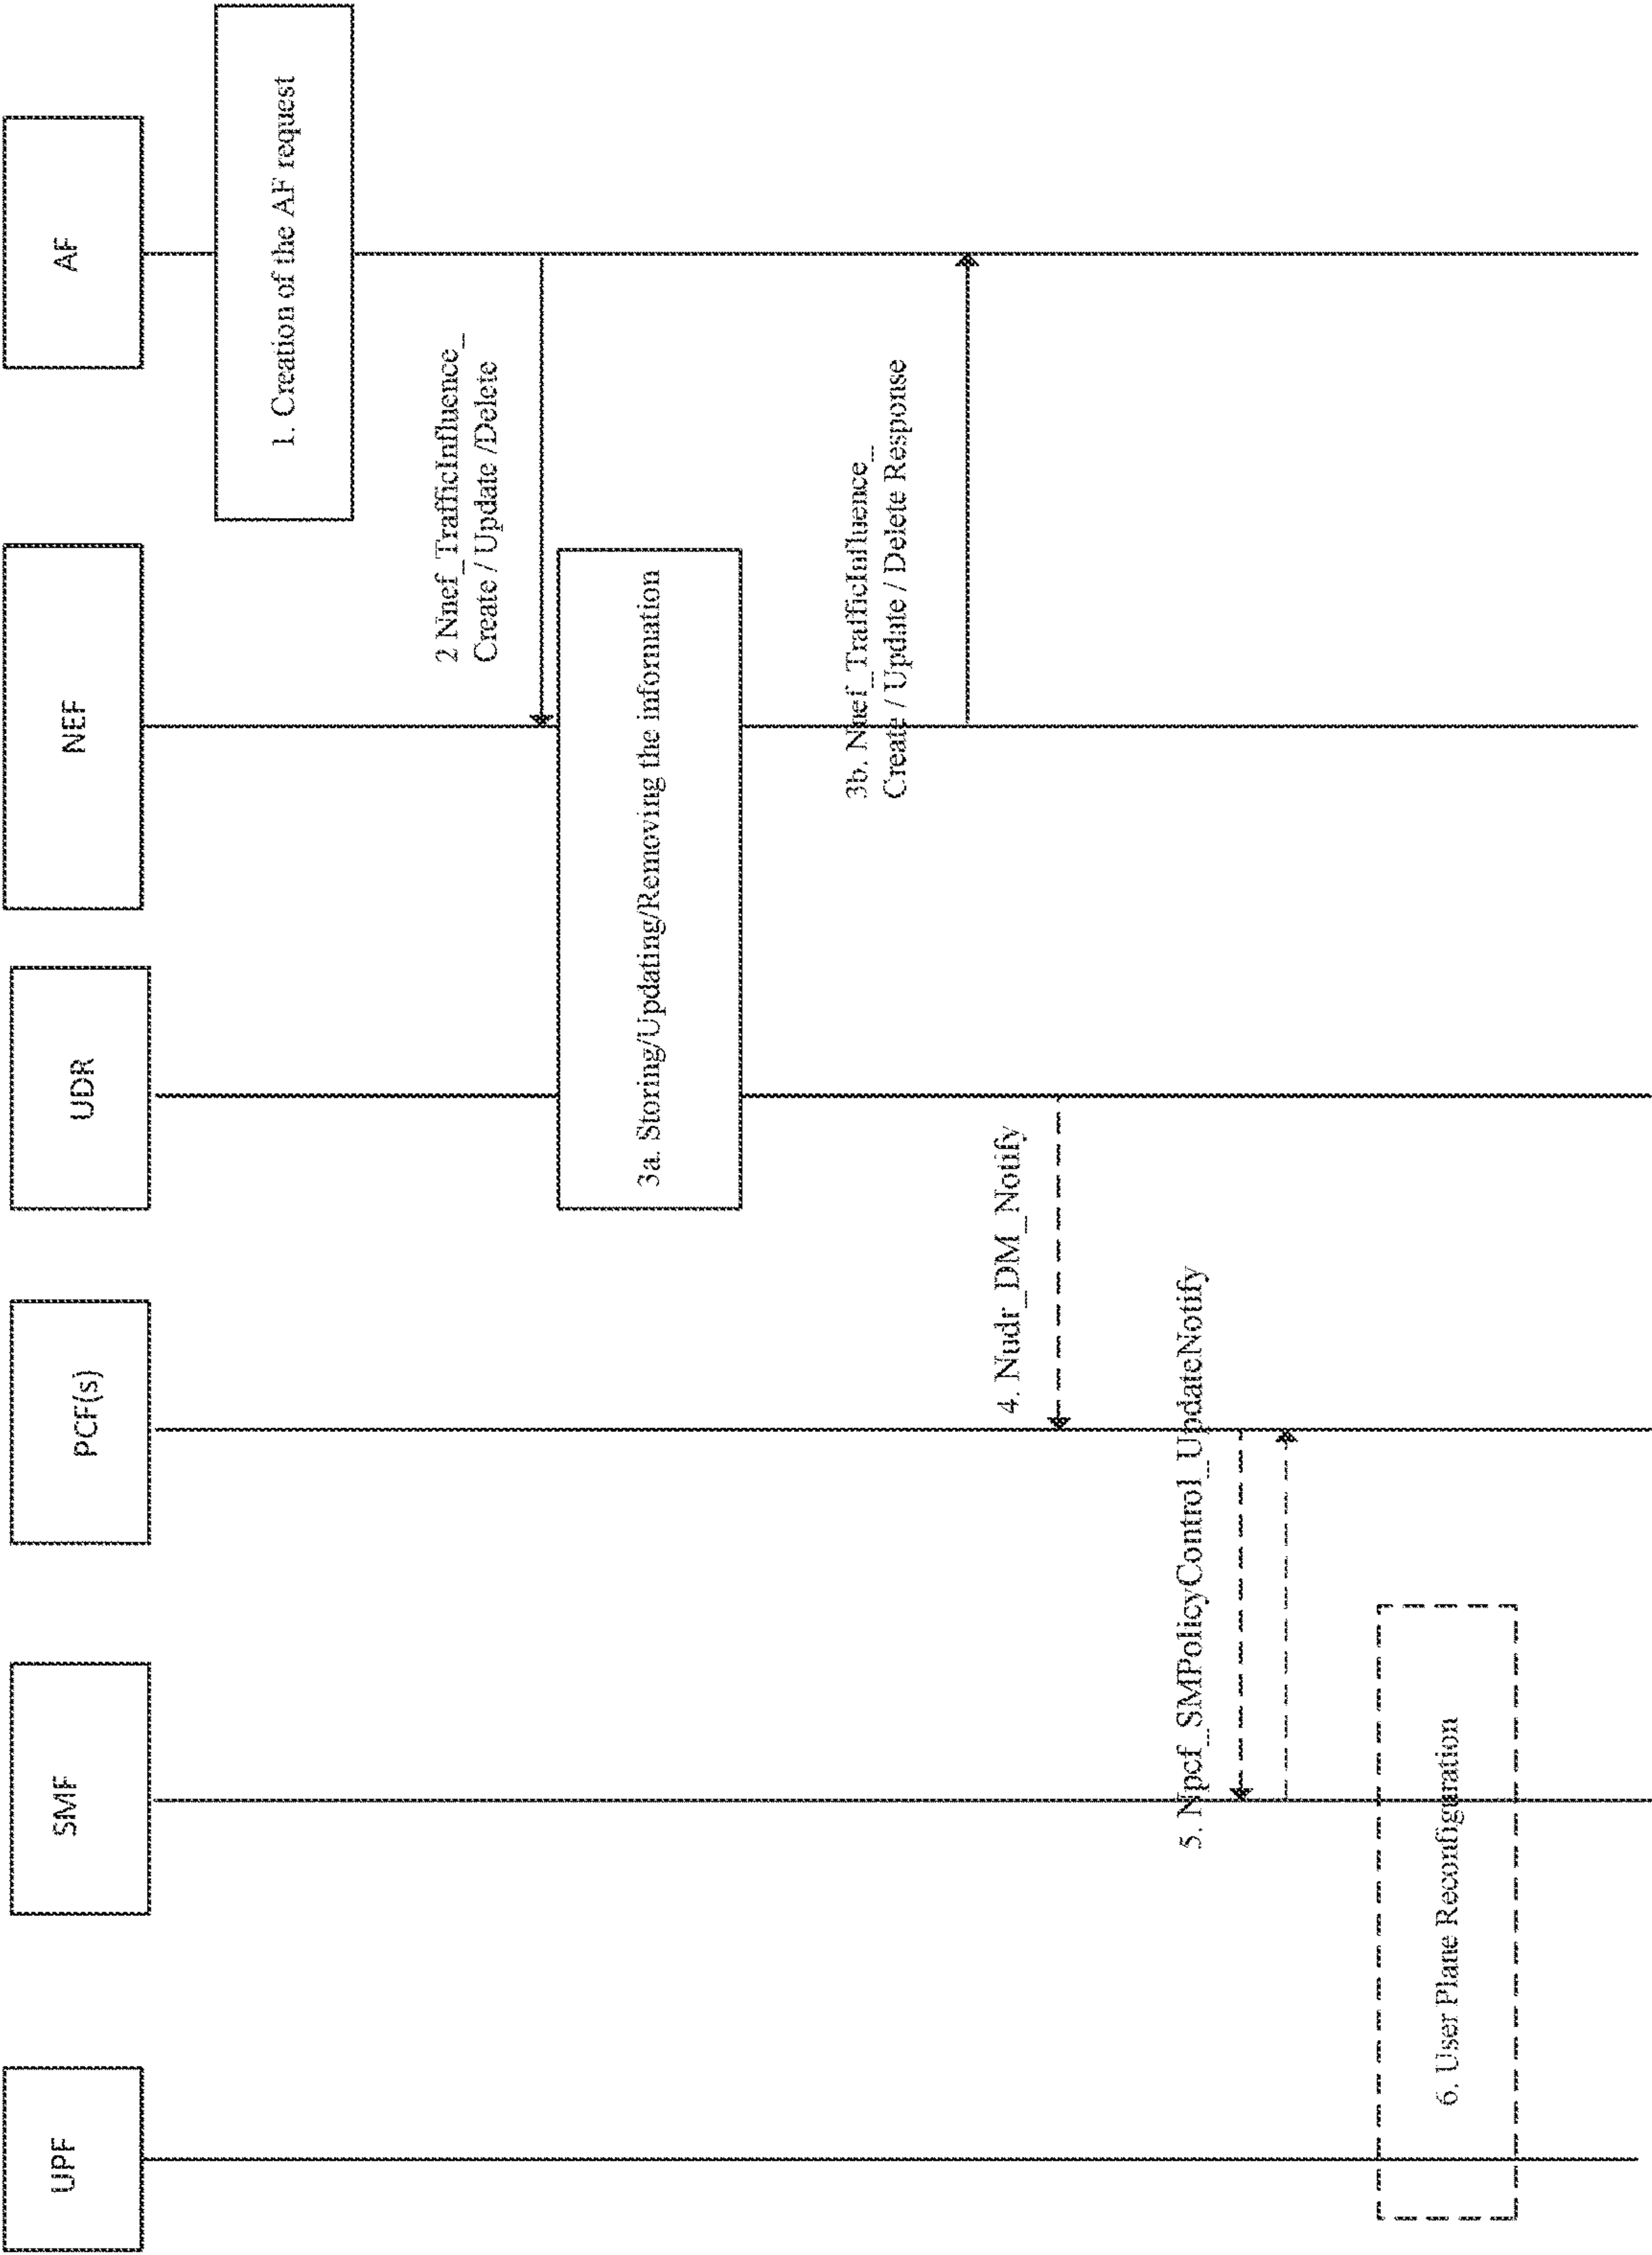 UPF
SMF
PCF(s)
UDR
NEF
AF
1. Creation of the AF request
2 Nnef_TrafficInfluence_
Create / Update /Delete
3a. Storing/Updating/Removing the information
3b. Nnef_TrafficInfluence_
Create / Update / Delete Response
4. Nudr_DM_Notify
5. Npcf_SMPolicyControl_UpdateNotify
6. User Plane Reconfiguration